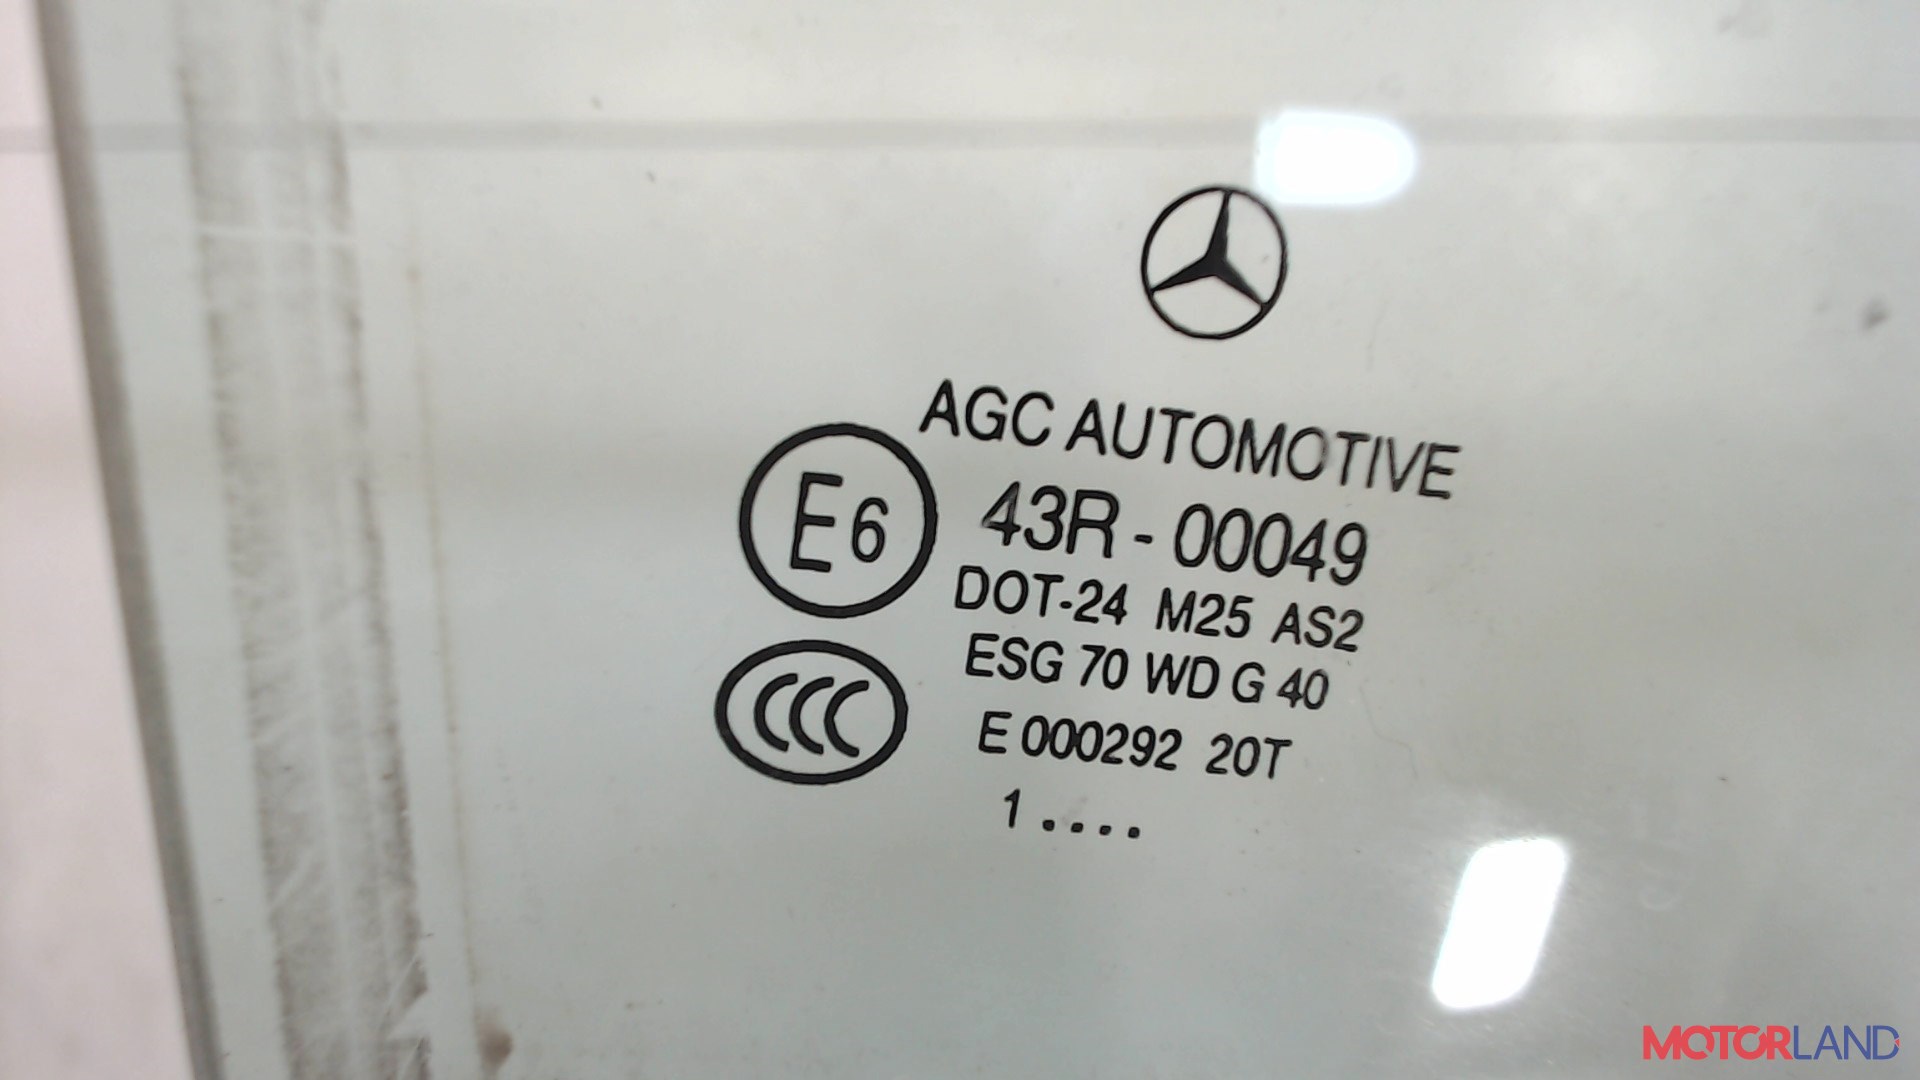 AGC AUTOMOTIVE
E6
43R - 00049
DOT-24 M25 AS2
ESG 70 WD G 40
CCC
E 000292 20T
1 . . . .
MOTORLAND